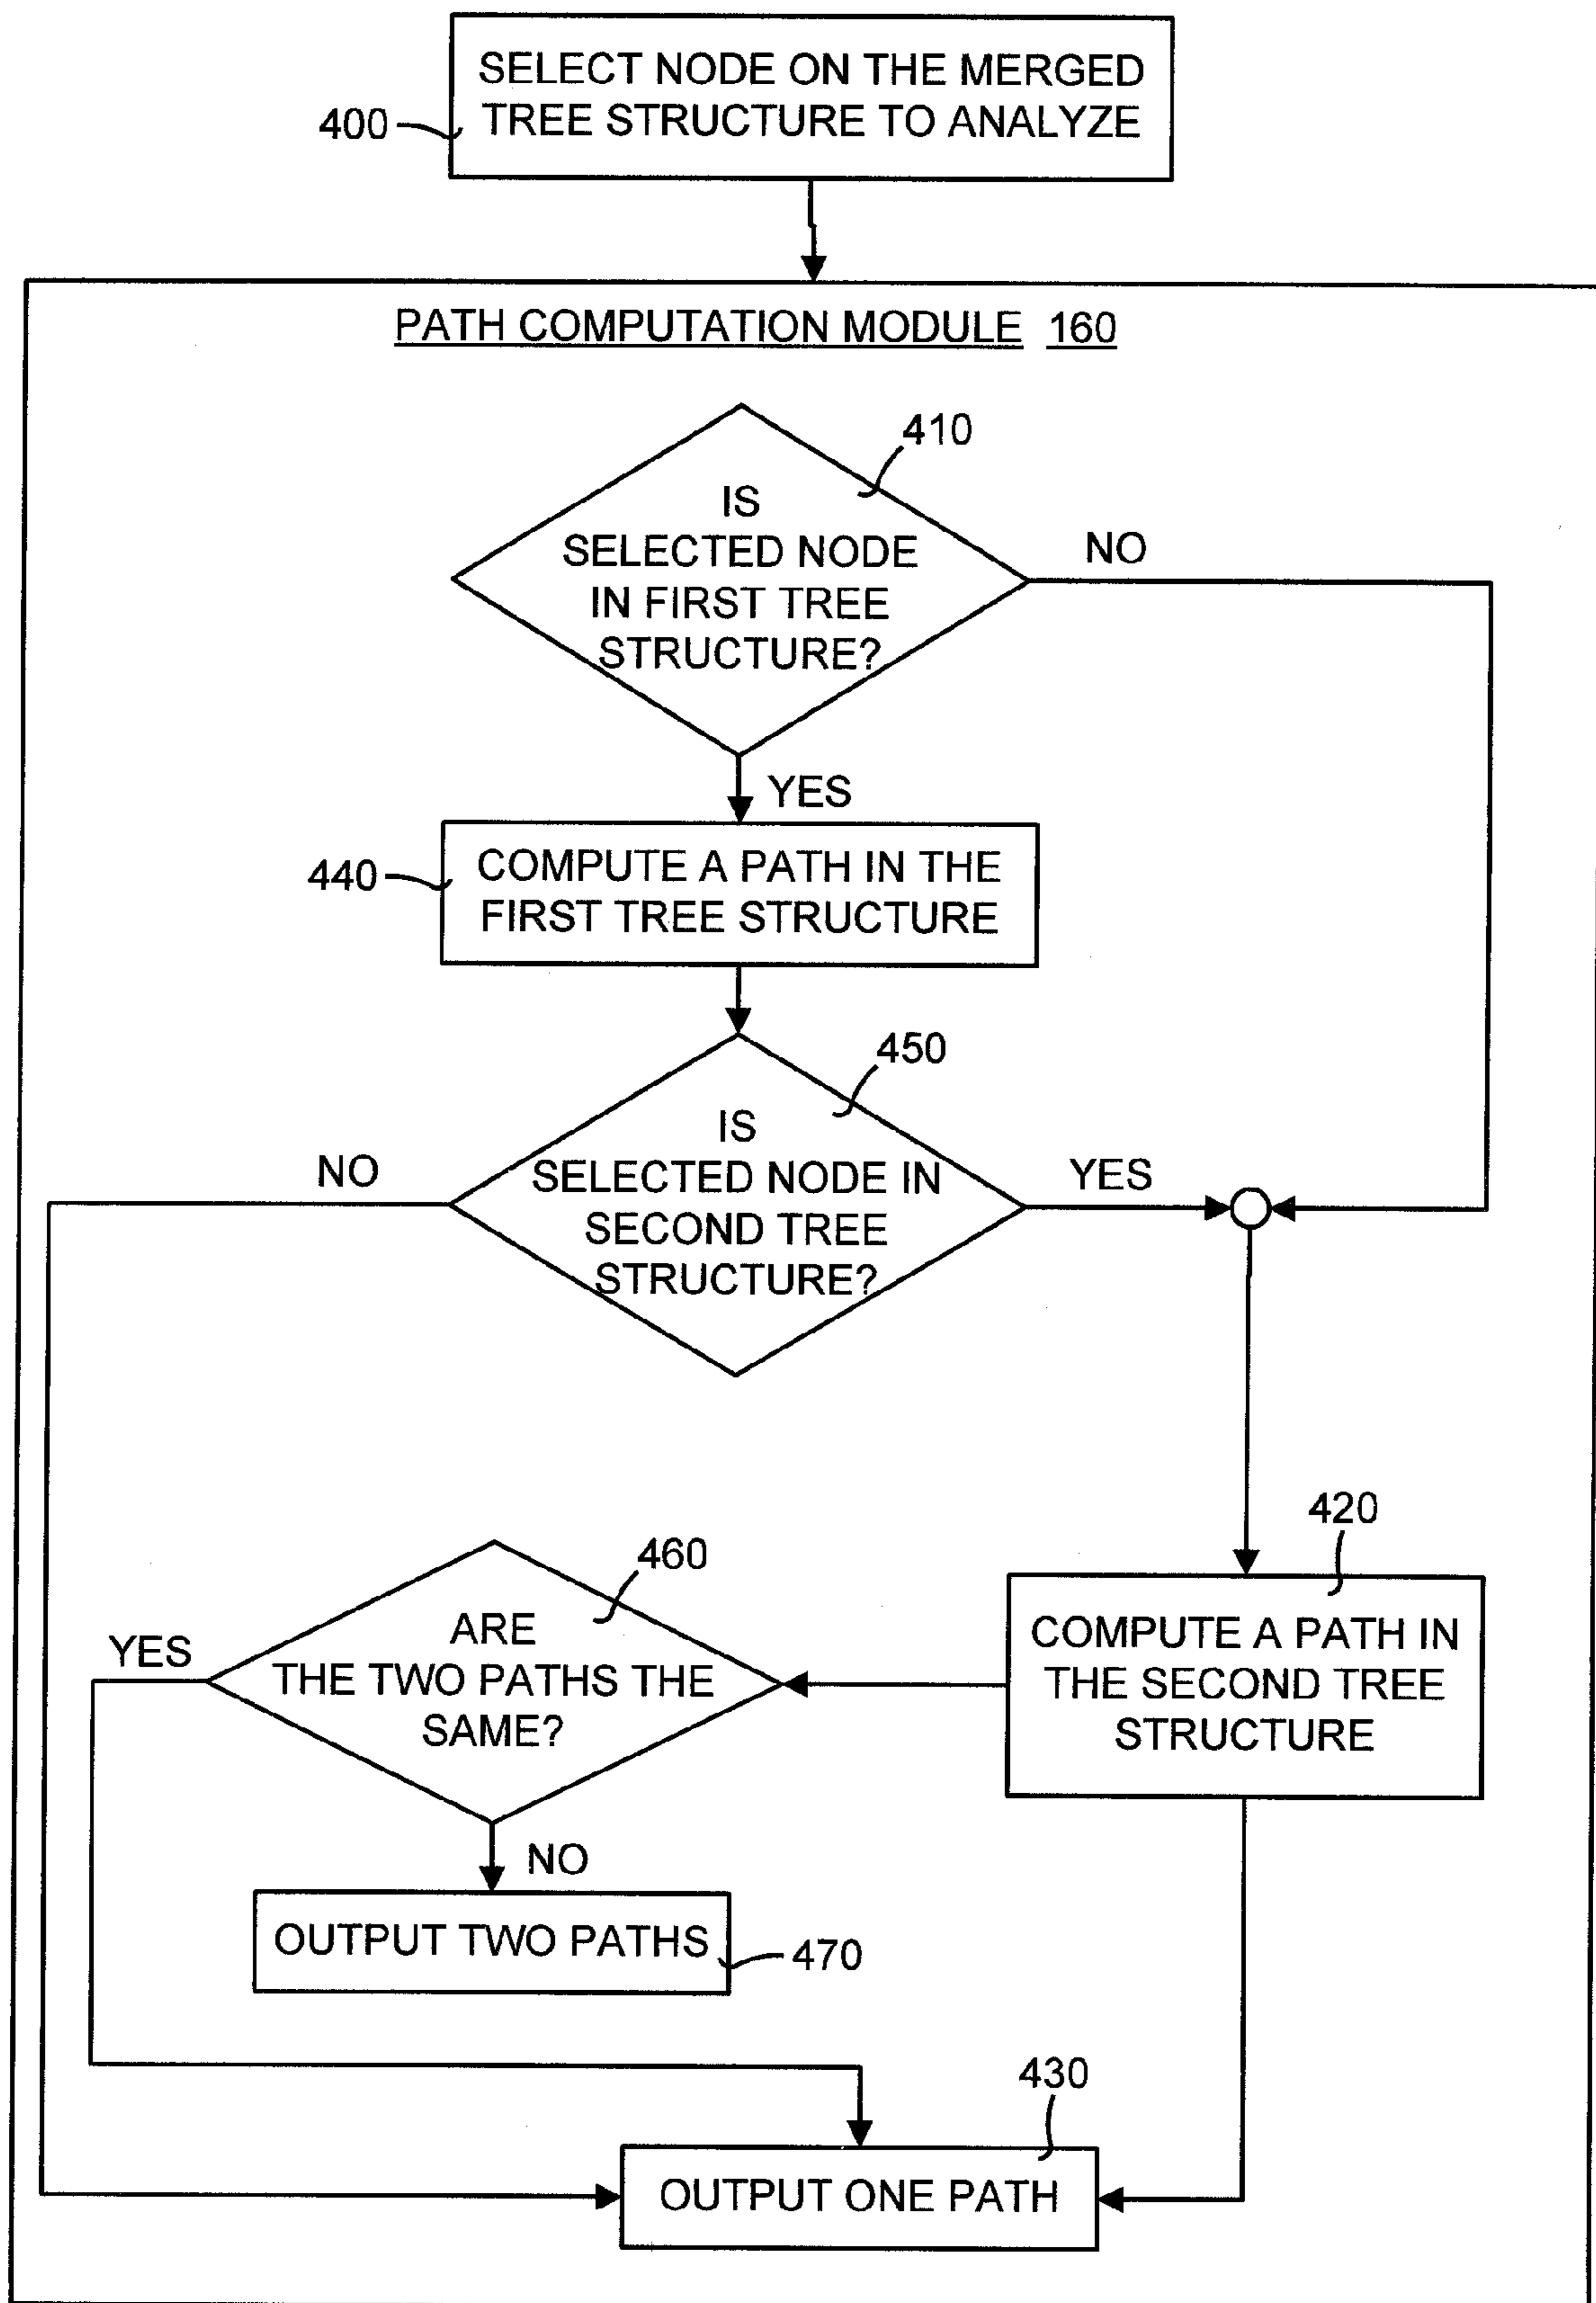 SELECT NODE ON THE MERGED
TREE STRUCTURE TO ANALYZE
400
PATH COMPUTATION MODULE 160
410
IS
SELECTED NODE
IN FIRST TREE
STRUCTURE?
NO
YES
440
COMPUTE A PATH IN THE
FIRST TREE STRUCTURE
450
IS
SELECTED NODE IN
SECOND TREE
STRUCTURE?
NO
YES
420
COMPUTE A PATH IN
THE SECOND TREE
STRUCTURE
460
ARE
THE TWO PATHS THE
SAME?
YES
NO
OUTPUT TWO PATHS
470
430
OUTPUT ONE PATH